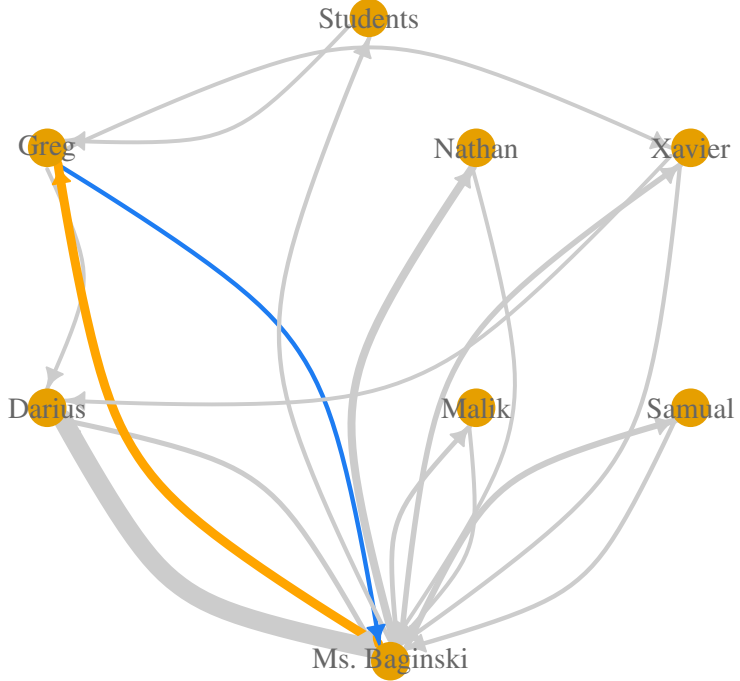 Students
Greg
Nathan
Xavier
Darius
Malik
Samual
Ms. Baginski